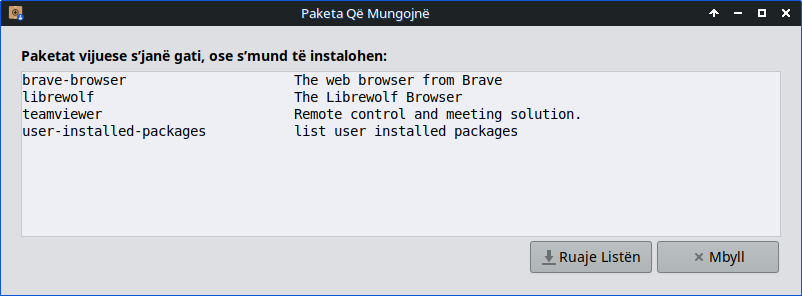 Paketa Që Mungojnë
Paketat vijuese s’janë gati, ose s’mund të instalohen:
brave-browser The web browser from Brave
librewolf The Librewolf Browser
teamviewer Remote control and meeting solution.
user-installed-packages list user installed packages
Ruaje Listën
Mbyll